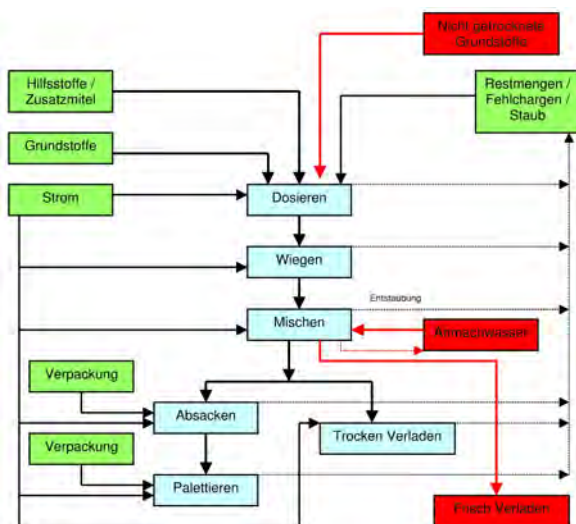 Nicht getrocknete
Grundstoffe
Hilfsstoffe /
Zusatzmitel
Restmengen /
Fehlchargen /
Staub
Grundstoffe
Strom
Dosieren
Wiegen
Entstaubung
Mischen
Anmachwasser
Verpackung
Absacken
Trocken Verladen
Verpackung
Palettieren
Frisch Verladen